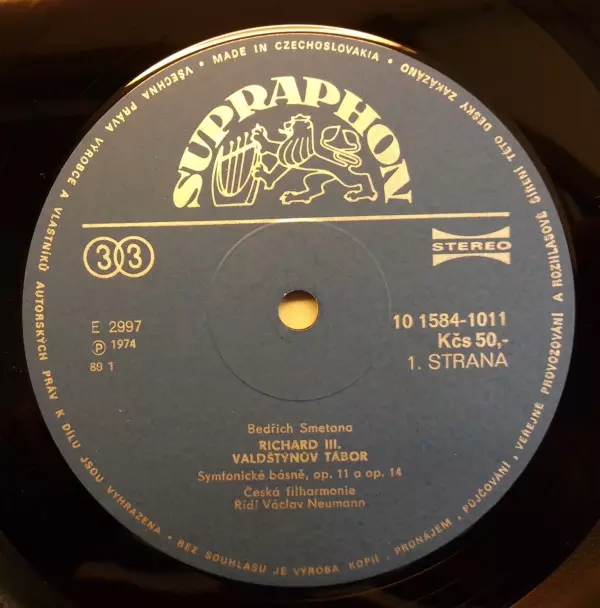 VŠECHNA PRÁVA VÝROBCE A VLASTNÍKŮ AUTORSKÝCH PRÁV K DÍLU JSOU VYHRAZENA • BEZ SOUHLASU JE VÝROBA KOPIÍ, PRONÁJEM, PŮJČOVÁNÍ, VEŘEJNÉ PROVOZOVÁNÍ A ROZHLASOVÉ ŠÍŘENÍ TÉTO DESKY ZAKÁZÁNO
• MADE IN CZECHOSLOVAKIA •
SUPRAPHON
33
STEREO
E 2997
℗ 1974
89 1
10 1584-1011
Kčs 50,-
1. STRANA
Bedřich Smetana
RICHARD III.
VALDŠTÝNŮV TÁBOR
Symfonické básně, op. 11 a op. 14
Česká filharmonie
Řídí Václav Neumann